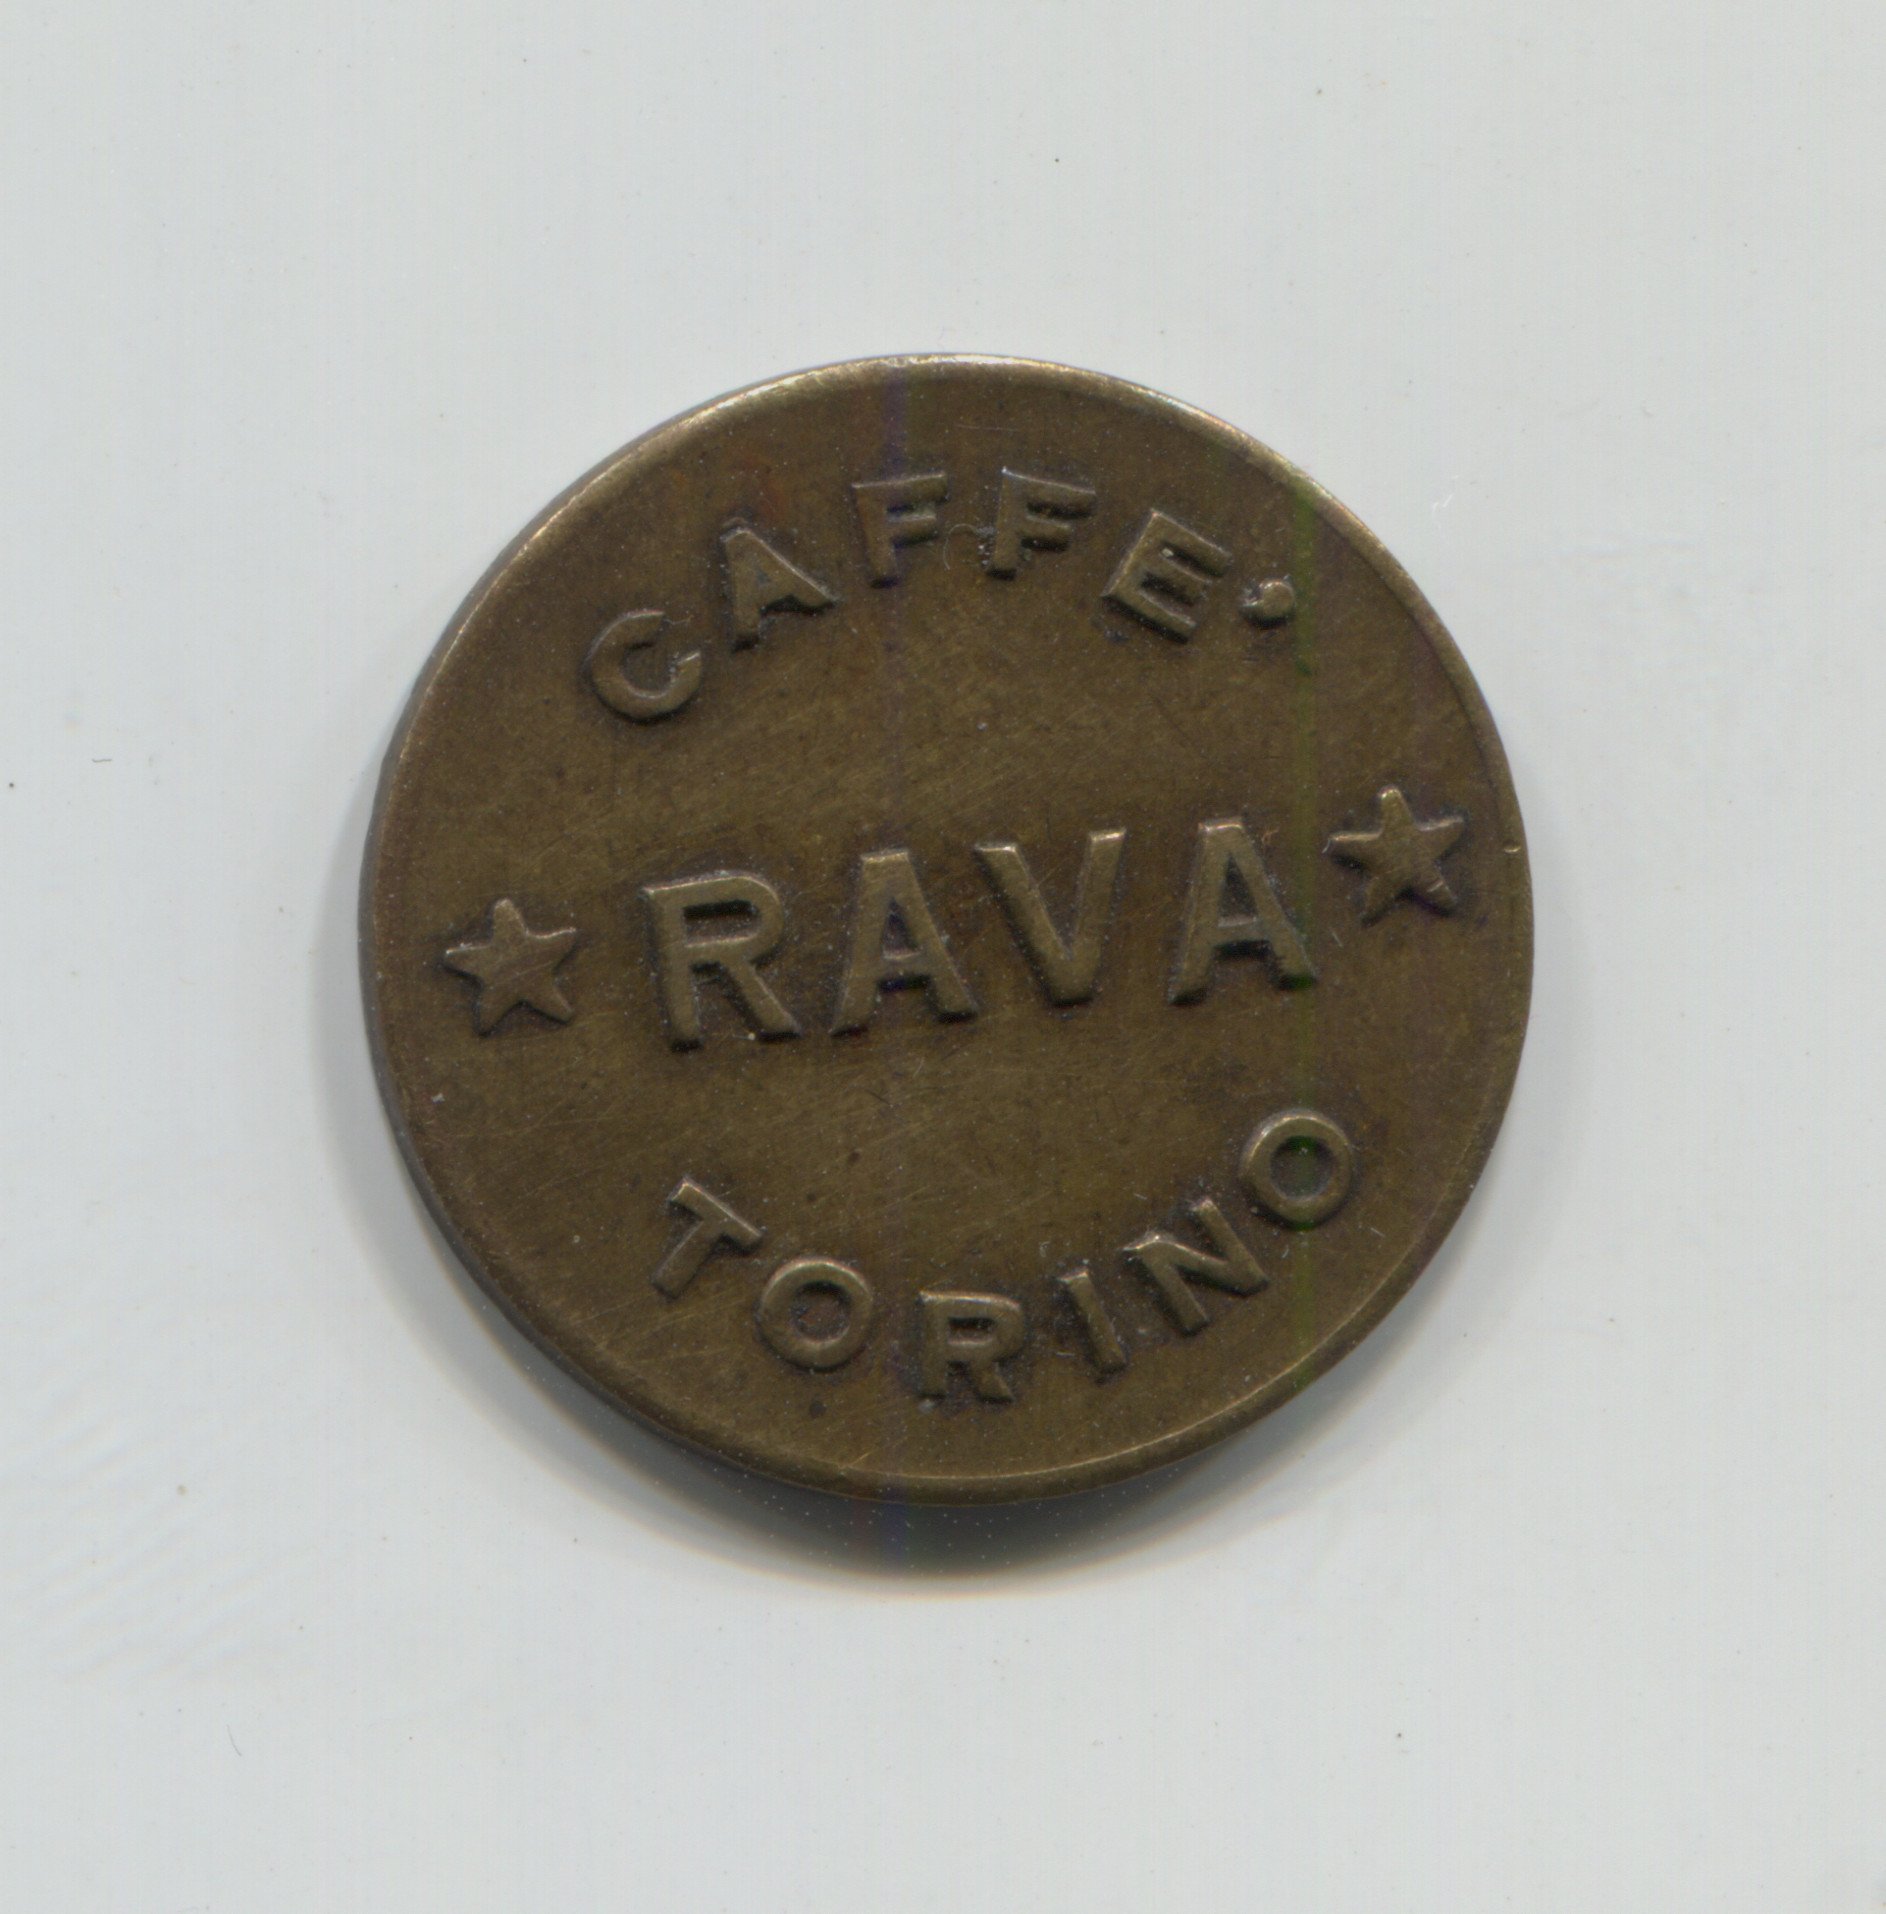 CAFFE.
★ RAVA ★
TORINO